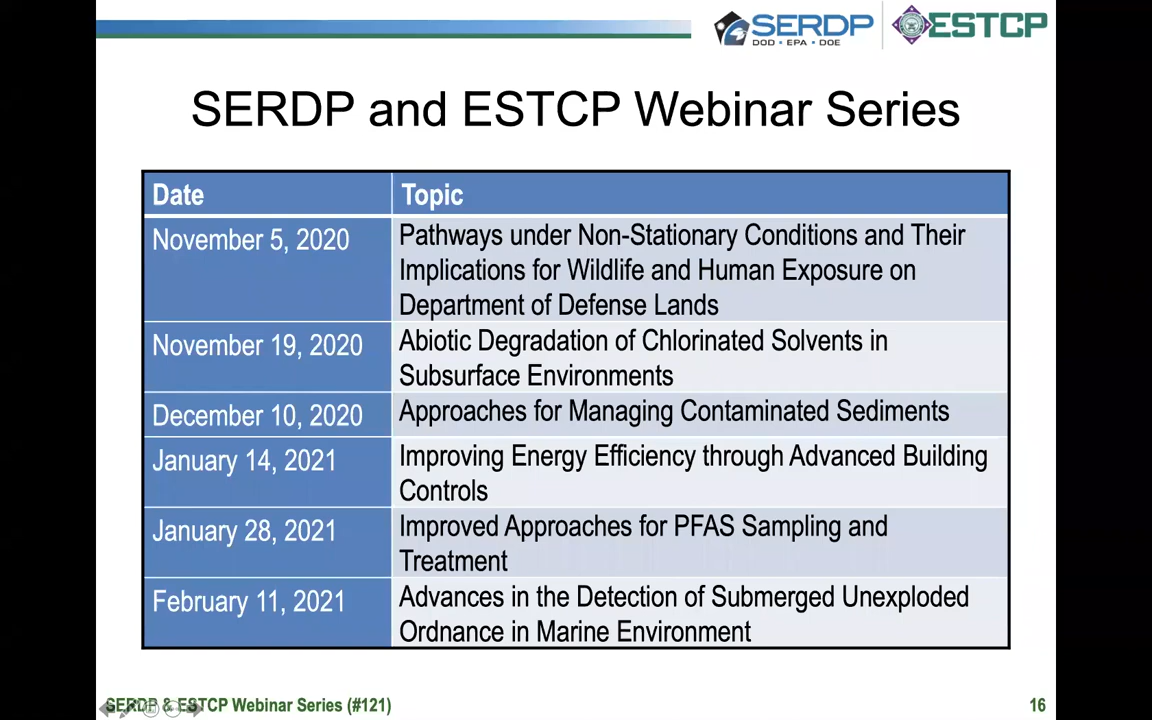 SERDP
DOD • EPA • DOE
ESTCP
SERDP and ESTCP Webinar Series
Date
Topic
November 5, 2020
Pathways under Non-Stationary Conditions and Their
Implications for Wildlife and Human Exposure on
Department of Defense Lands
November 19, 2020
Abiotic Degradation of Chlorinated Solvents in
Subsurface Environments
December 10, 2020
Approaches for Managing Contaminated Sediments
January 14, 2021
Improving Energy Efficiency through Advanced Building
Controls
January 28, 2021
Improved Approaches for PFAS Sampling and
Treatment
February 11, 2021
Advances in the Detection of Submerged Unexploded
Ordnance in Marine Environment
SERDP & ESTCP Webinar Series (#121)
16